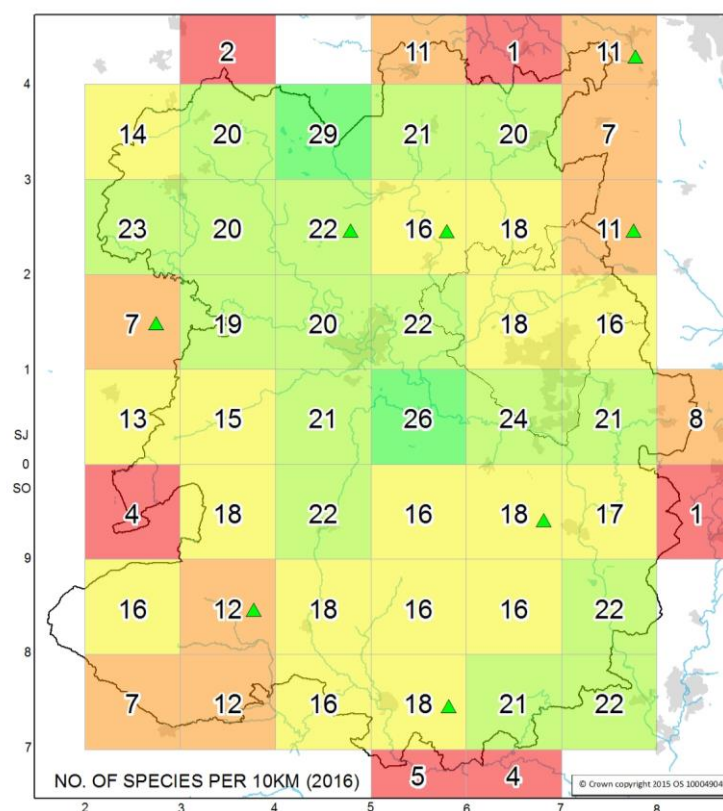 2 11 1 11
4
14 20 29 21 20 7
3
23 20 22 16 18 11
2
7 19 20 22 18 16
1
13 15 21 26 24 21 8
SJ
0
SO
4 18 22 16 18 17 1
9
16 12 18 16 16 22
8
7 12 16 18 21 22
7
NO. OF SPECIES PER 10KM (2016) 5 4 © Crown copyright 2015 OS 10004904
2 3 4 5 6 7 8